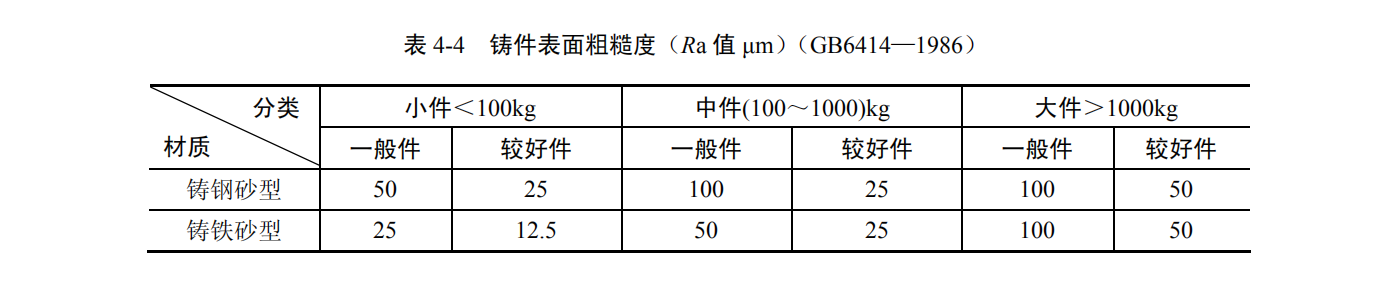 表 4-4 铸件表面粗糙度（Ra 值 μm）（GB6414—1986）
分类 小件＜100kg 中件(100～1000)kg 大件＞1000kg
材质 一般件 较好件 一般件 较好件 一般件 较好件
铸钢砂型 50 25 100 25 100 50
铸铁砂型 25 12.5 50 25 100 50